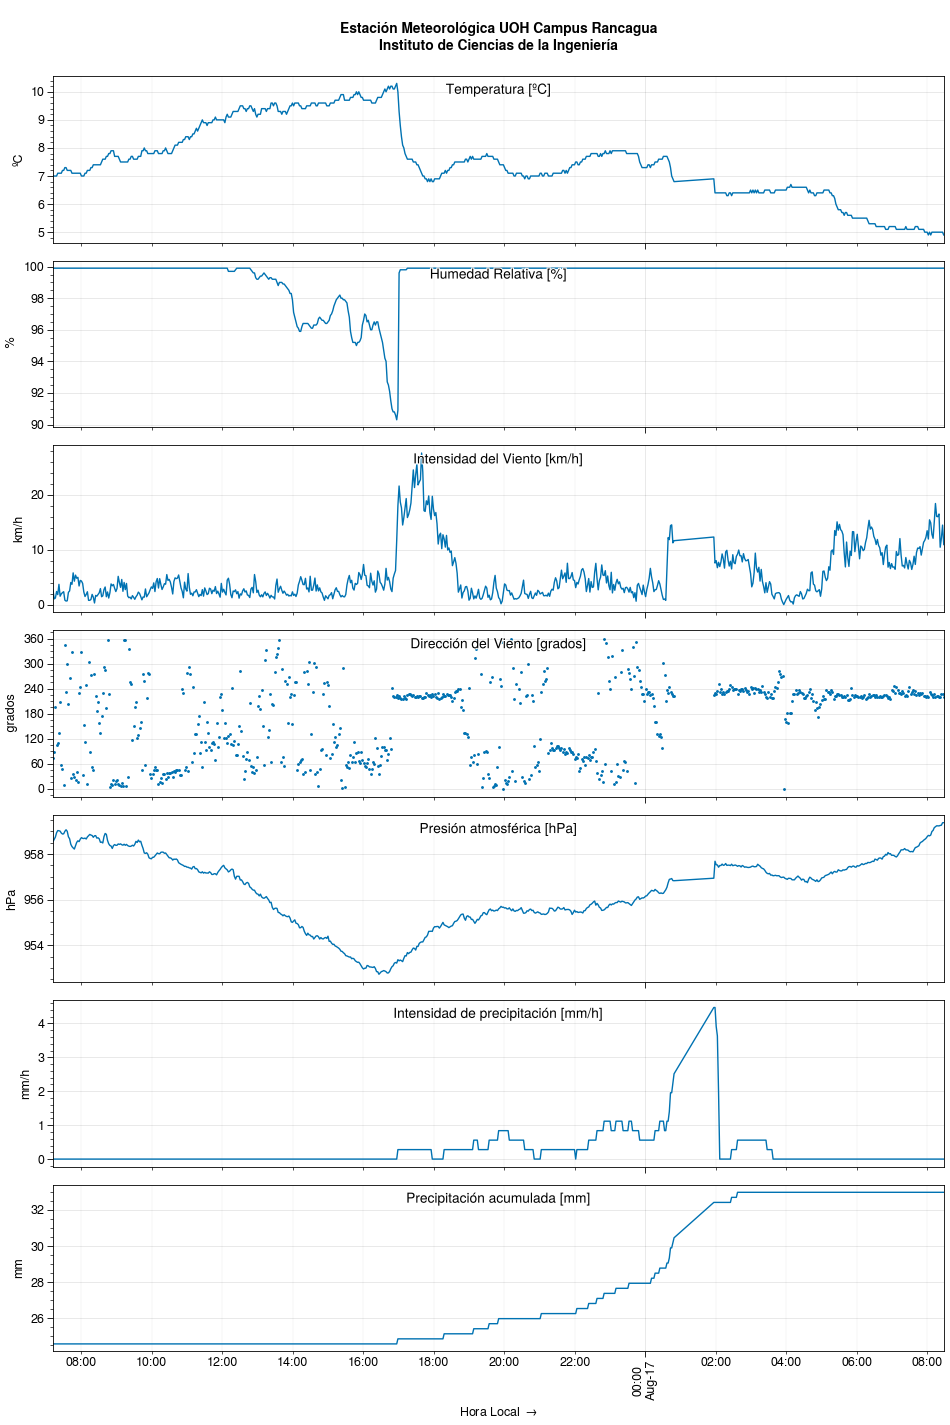 Estación Meteorológica UOH Campus Rancagua
Instituto de Ciencias de la Ingeniería
Temperatura [ºC]
ºC
10
9
8
7
6
5
Humedad Relativa [%]
%
100
98
96
94
92
90
Intensidad del Viento [km/h]
km/h
20
10
0
Dirección del Viento [grados]
grados
360
300
240
180
120
60
0
Presión atmosférica [hPa]
hPa
958
956
954
Intensidad de precipitación [mm/h]
mm/h
4
3
2
1
0
Precipitación acumulada [mm]
mm
32
30
28
26
08:00
10:00
12:00
14:00
16:00
18:00
20:00
22:00
00:00
Aug-17
02:00
04:00
06:00
08:00
Hora Local →